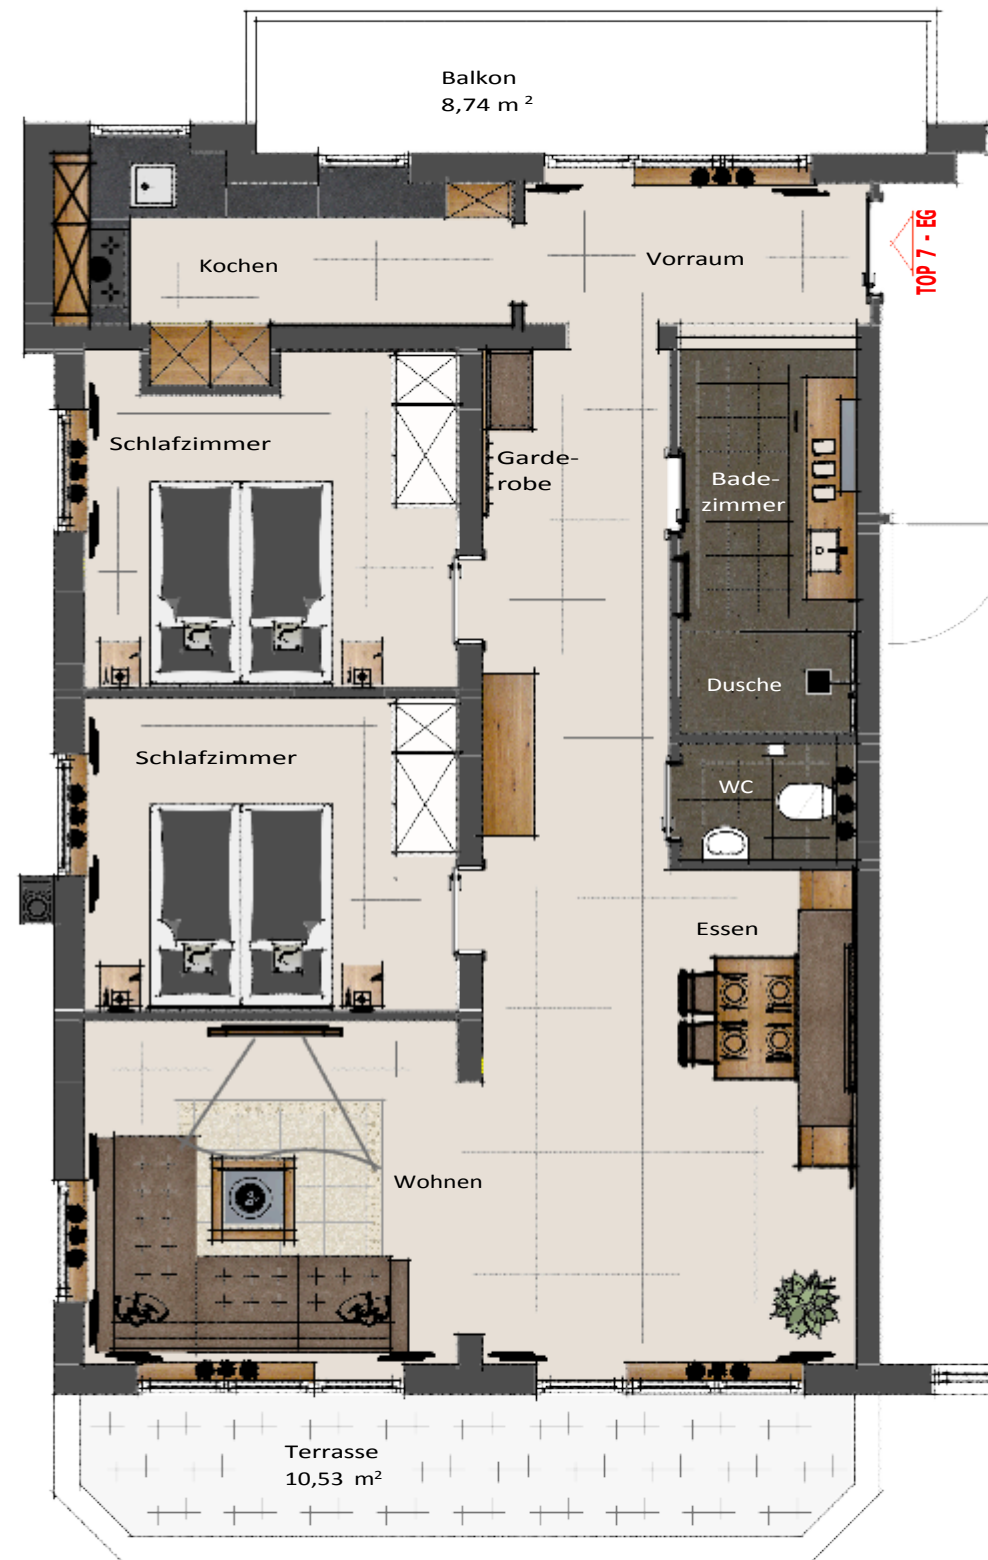 Balkon
8,74 m ²
Kochen
Vorraum
TOP 7 - EG
Schlafzimmer
Garde-
robe
Bade-
zimmer
Dusche
Schlafzimmer
WC
Essen
Wohnen
Terrasse
10,53 m²